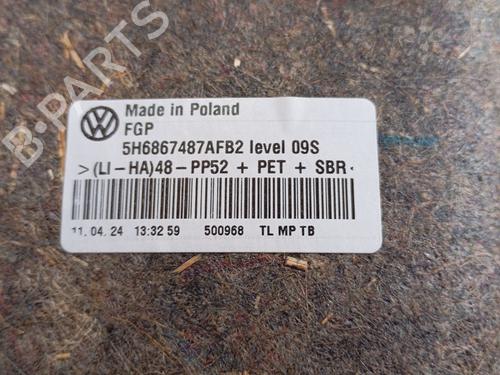 B-PARTS
Made in Poland
FGP
5H6867487AFB2 level 09S
>(LI-HA)48-PP52 + PET + SBR<
11.04.24 13:32 59 500968 TL MP TB